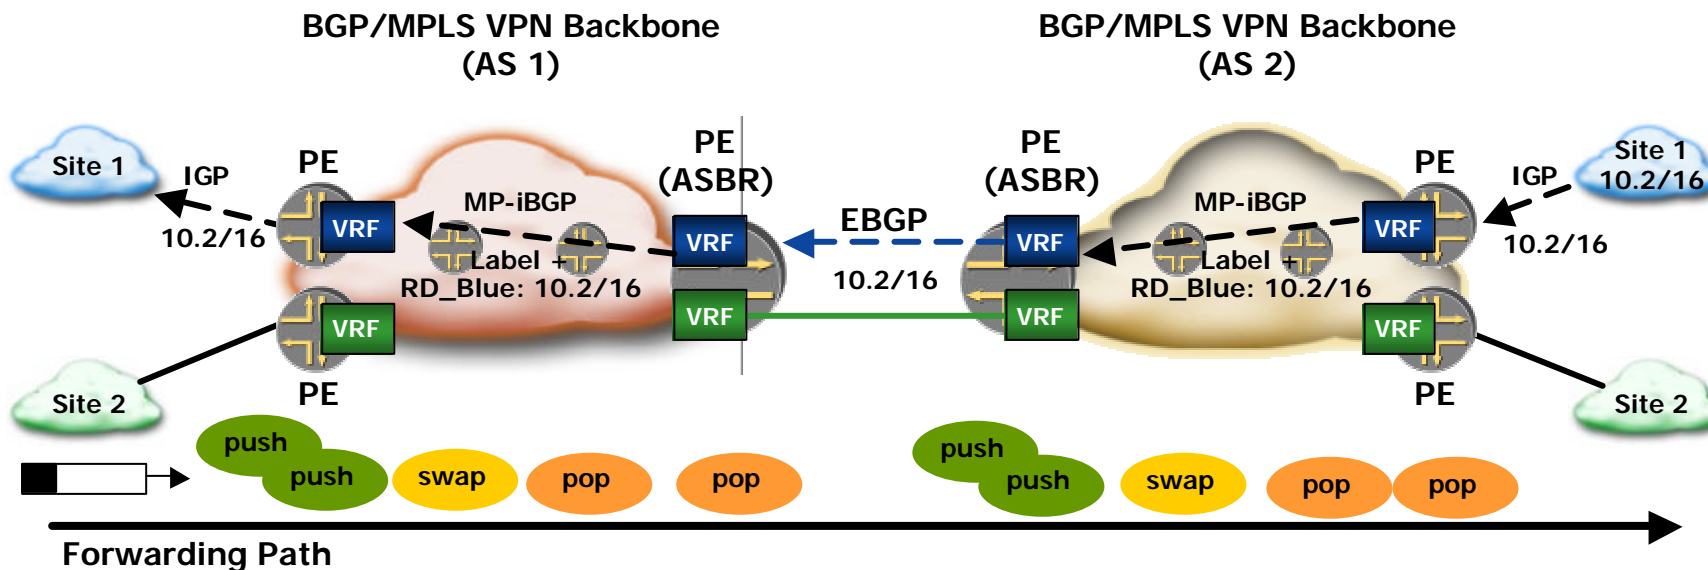 BGP/MPLS VPN Backbone
(AS 1)
BGP/MPLS VPN Backbone
(AS 2)
Site 1
IGP
10.2/16
PE
VRF
MP-iBGP
Label +
RD_Blue: 10.2/16
PE
(ASBR)
VRF
EBGP
10.2/16
PE
(ASBR)
VRF
MP-iBGP
Label +
RD_Blue: 10.2/16
PE
VRF
IGP
10.2/16
Site 1
10.2/16
Site 2
VRF
PE
VRF
VRF
VRF
PE
Site 2
push
push
swap
pop
pop
push
push
swap
pop
pop
Forwarding Path